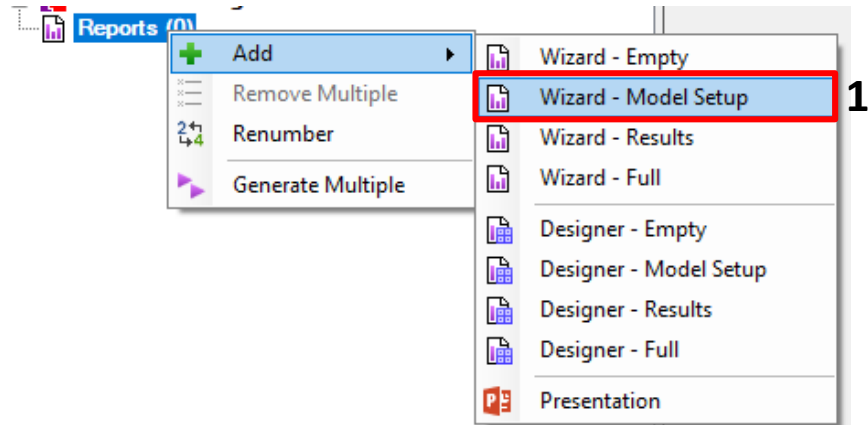 Reports (0)
Add
Remove Multiple
Renumber
Generate Multiple
Wizard - Empty
Wizard - Model Setup
1
Wizard - Results
Wizard - Full
Designer - Empty
Designer - Model Setup
Designer - Results
Designer - Full
Presentation